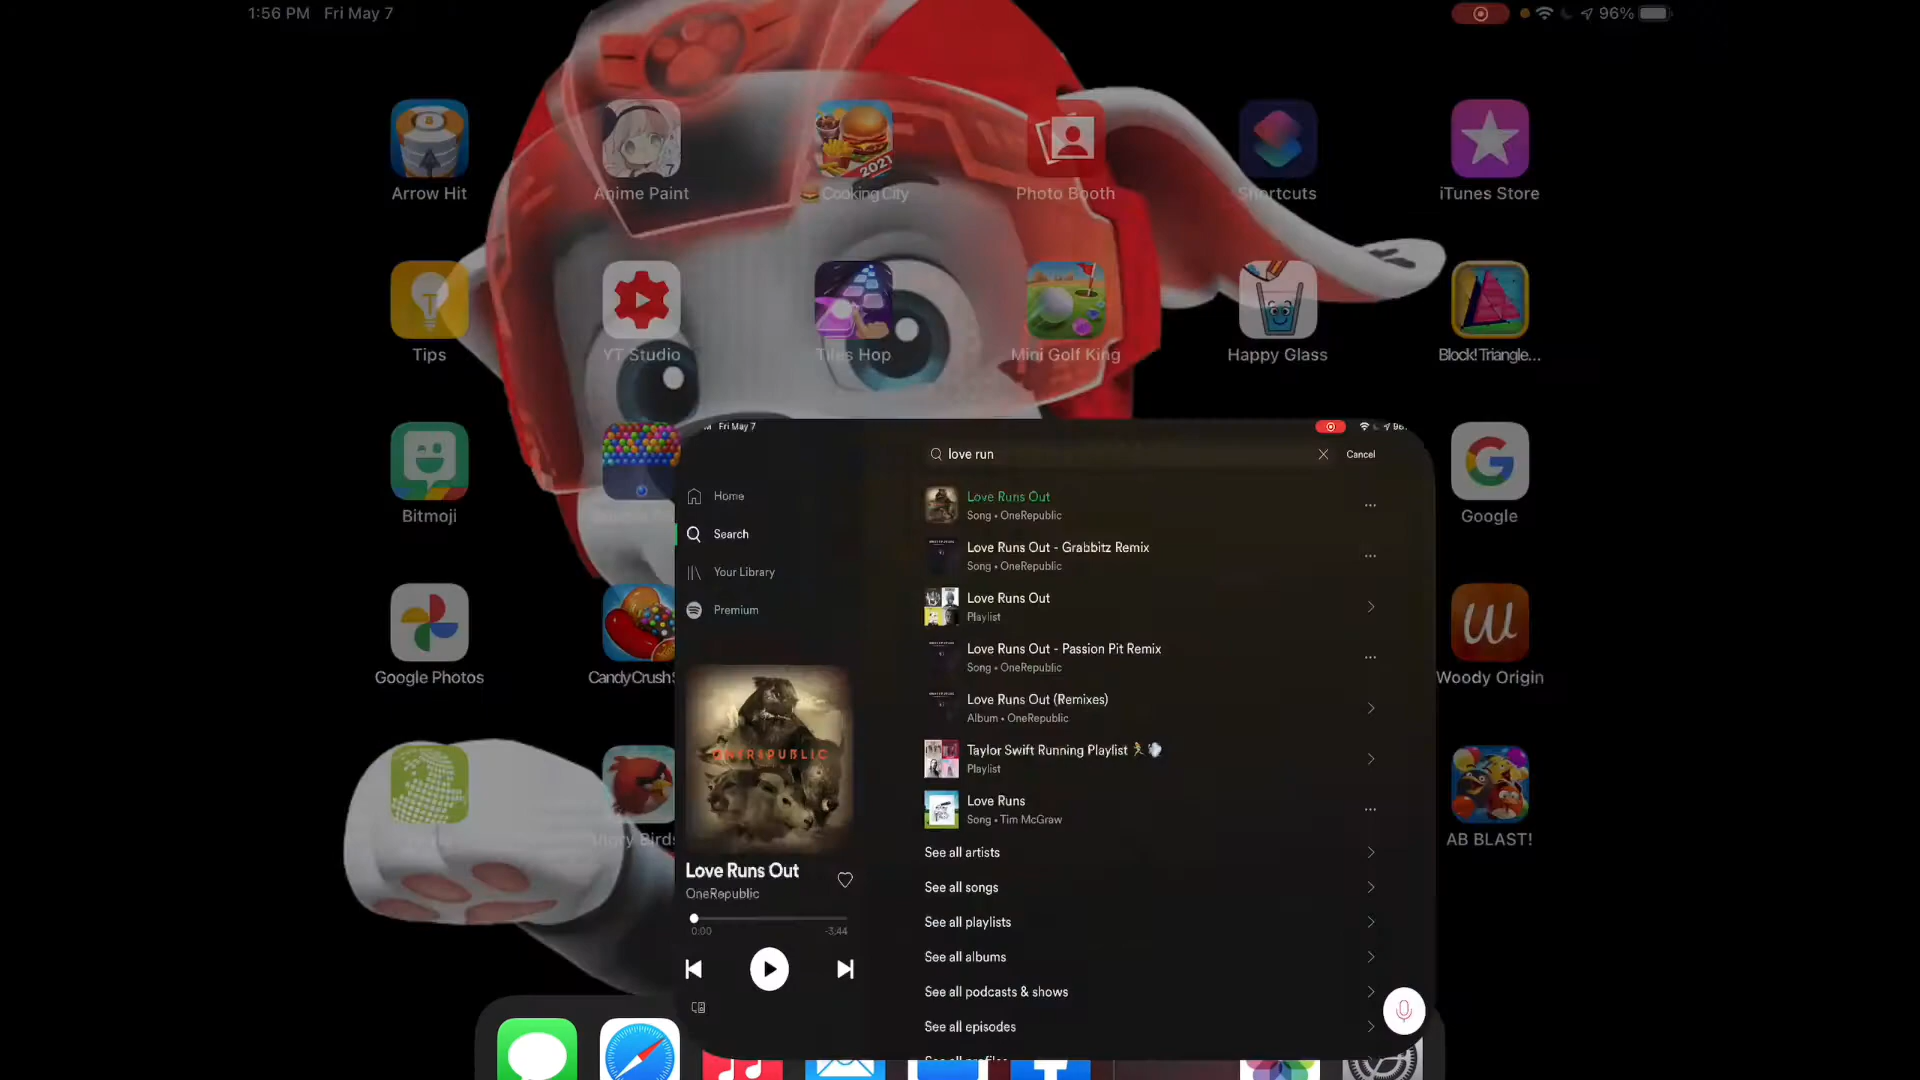 1:56 PM Fri May 7
96%
Arrow Hit
Anime Paint
Cooking City
2021
Photo Booth
Shortcuts
iTunes Store
Tips
YT Studio
Tiles Hop
Mini Golf King
Happy Glass
Block! Triangle...
Bitmoji
Google
Google Photos
Candy Crush S
Woody Origin
Angry Birds
AB BLAST!
Fri May 7
love run
Cancel
Home
Search
Your Library
Premium
Love Runs Out
Song • OneRepublic
Love Runs Out - Grabbitz Remix
Song • OneRepublic
Love Runs Out
Playlist
Love Runs Out - Passion Pit Remix
Song • OneRepublic
Love Runs Out (Remixes)
Album • OneRepublic
Taylor Swift Running Playlist
Playlist
Love Runs
Song • Tim McGraw
See all artists
See all songs
See all playlists
See all albums
See all podcasts & shows
See all episodes
ONEREPUBLIC
Love Runs Out
OneRepublic
0:00
-3:44